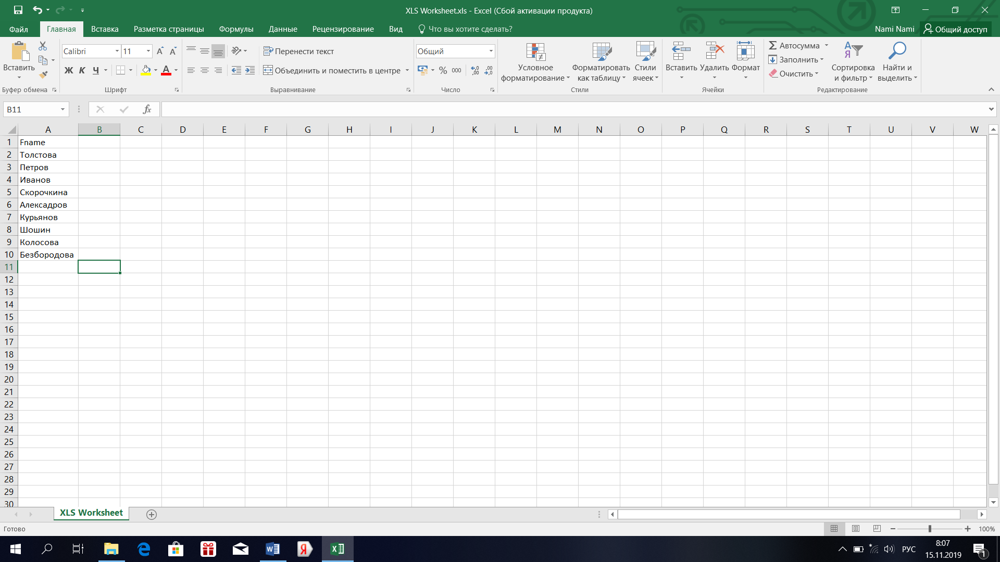 XLS Worksheet.xls - Excel (Сбой активации продукта)
Файл Главная Вставка Разметка страницы Формулы Данные Рецензирование Вид Что вы хотите сделать? Nami Nami Общий доступ
Calibri 11 Перенести текст Общий Автосумма
Заполнить
Вставить Условное форматирование Форматировать как таблицу Стили ячеек Вставить Удалить Формат Сортировка и фильтр Найти и выделить
Ж К Ч А Объединить и поместить в центре % 000 Очистить
Буфер обмена Шрифт Выравнивание Число Стили Ячейки Редактирование
B11 fx
A B C D E F G H I J K L M N O P Q R S T U V W
1 Fname
2 Толстова
3 Петров
4 Иванов
5 Скорочкина
6 Алексадров
7 Курьянов
8 Шошин
9 Колосова
10 Безбородова
11
12
13
14
15
16
17
18
19
20
21
22
23
24
25
26
27
28
29
30
XLS Worksheet
Готово 100%
РУС 8:07
15.11.2019 1